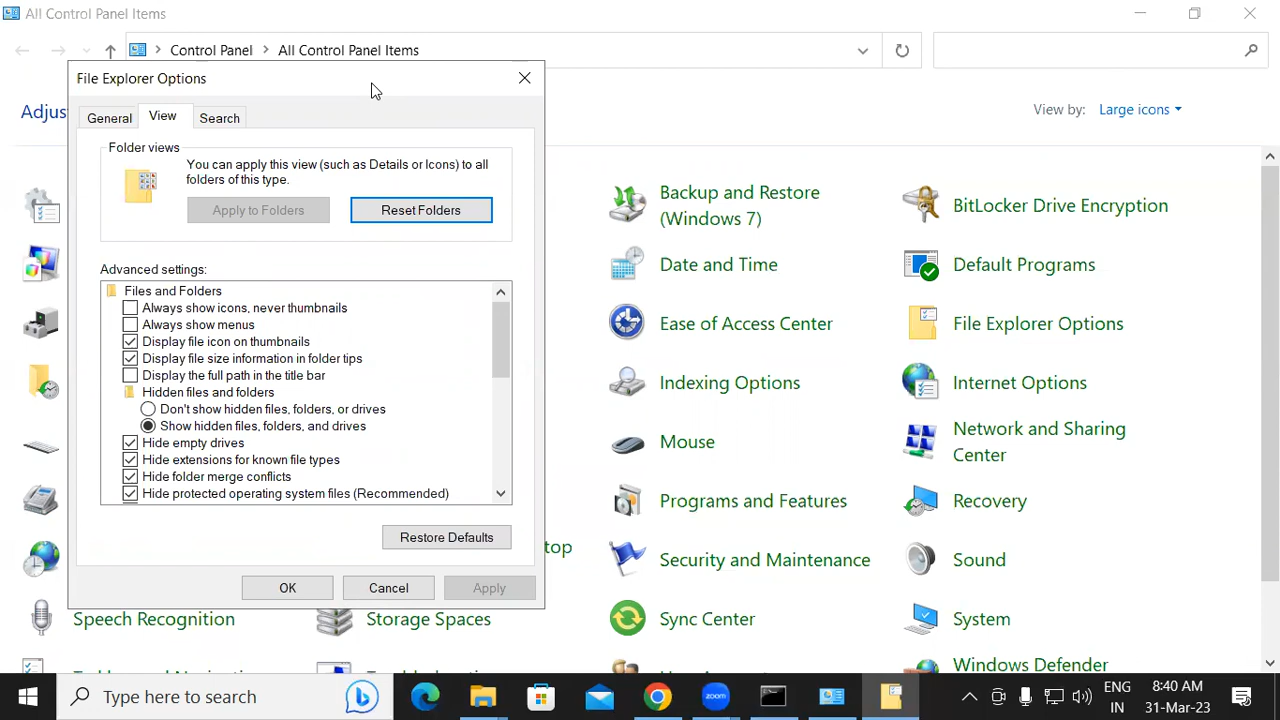 All Control Panel Items
Control Panel
All Control Panel Items
File Explorer Options
Adjus
View by:
Large icons
General
View
Search
Folder views
You can apply this view (such as Details or Icons) to all
folders of this type.
Apply to Folders
Reset Folders
Advanced settings:
Files and Folders
Always show icons, never thumbnails
Always show menus
Display file icon on thumbnails
Display file size information in folder tips
Display the full path in the title bar
Hidden files and folders
Don't show hidden files, folders, or drives
Show hidden files, folders, and drives
Hide empty drives
Hide extensions for known file types
Hide folder merge conflicts
Hide protected operating system files (Recommended)
Restore Defaults
OK
Cancel
Apply
Backup and Restore
(Windows 7)
BitLocker Drive Encryption
Date and Time
Default Programs
Ease of Access Center
File Explorer Options
Indexing Options
Internet Options
Mouse
Network and Sharing
Center
Programs and Features
Recovery
top
Security and Maintenance
Sound
Speech Recognition
Storage Spaces
Sync Center
System
Windows Defender
Type here to search
zoom
ENG
IN
8:40 AM
31-Mar-23